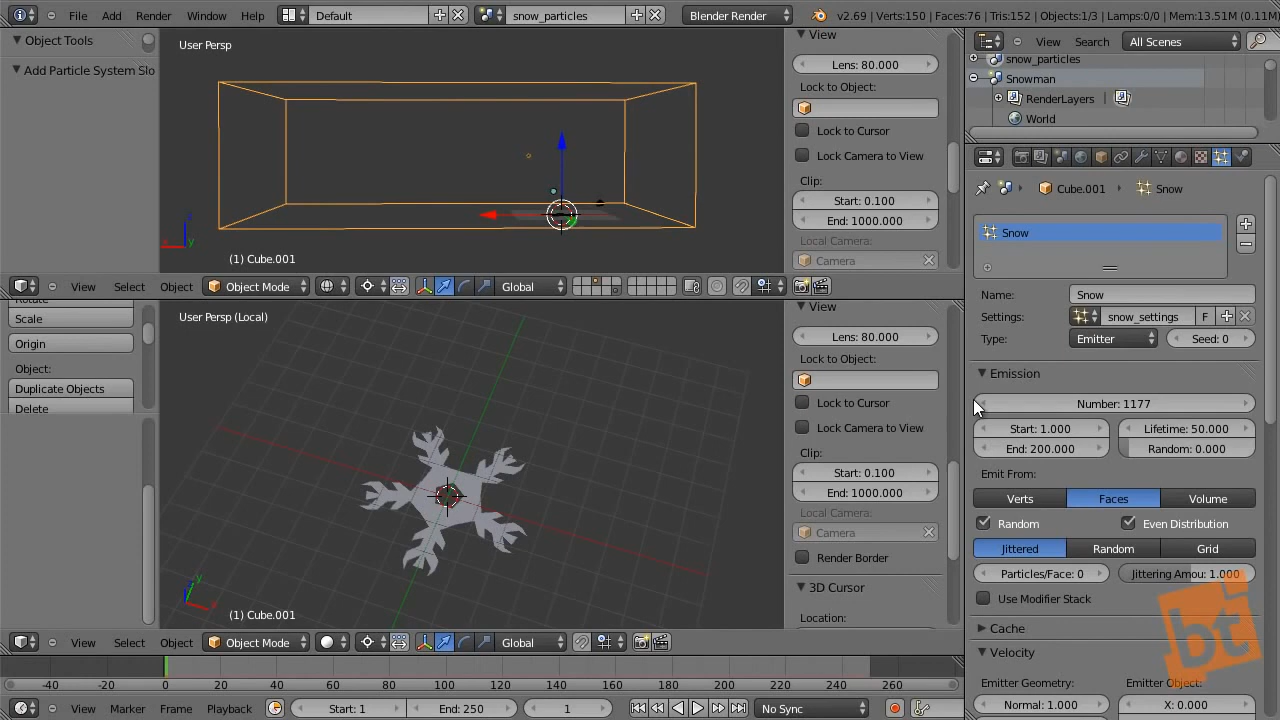 File Add Render Window Help Default snow_particles Blender Render v2.69 | Verts:150 | Faces:76 | Tris:152 | Objects:1/3 | Lamps:0/0 | Mem:13.51M (0.11M
Object Tools
Add Particle System Slo
User Persp
(1) Cube.001
View
Lens: 80.000
Lock to Object:
Lock to Cursor
Lock Camera to View
Clip:
Start: 0.100
End: 1000.000
Local Camera:
Camera
View Select Object Object Mode Global
Rotate
Scale
Origin
Object:
Duplicate Objects
Delete
User Persp (Local)
(1) Cube.001
View
Lens: 80.000
Lock to Object:
Lock to Cursor
Lock Camera to View
Clip:
Start: 0.100
End: 1000.000
Local Camera:
Camera
Render Border
3D Cursor
Location:
View Select Object Object Mode Global
-40 -20 0 20 40 60 80 100 120 140 160 180 200 220 240 260
View Marker Frame Playback Start: 1 End: 250 1 No Sync
View Search All Scenes
snow_particles
Snowman
RenderLayers
World
Cube.001 Snow
Snow
Name: Snow
Settings: snow_settings F
Type: Emitter Seed: 0
Emission
Number: 1177
Start: 1.000 Lifetime: 50.000
End: 200.000 Random: 0.000
Emit From:
Verts Faces Volume
Random Even Distribution
Jittered Random Grid
Particles/Face: 0 Jittering Amou: 1.000
Use Modifier Stack
Cache
Velocity
Emitter Geometry: Emitter Object:
Normal: 1.000 X: 0.000
bt